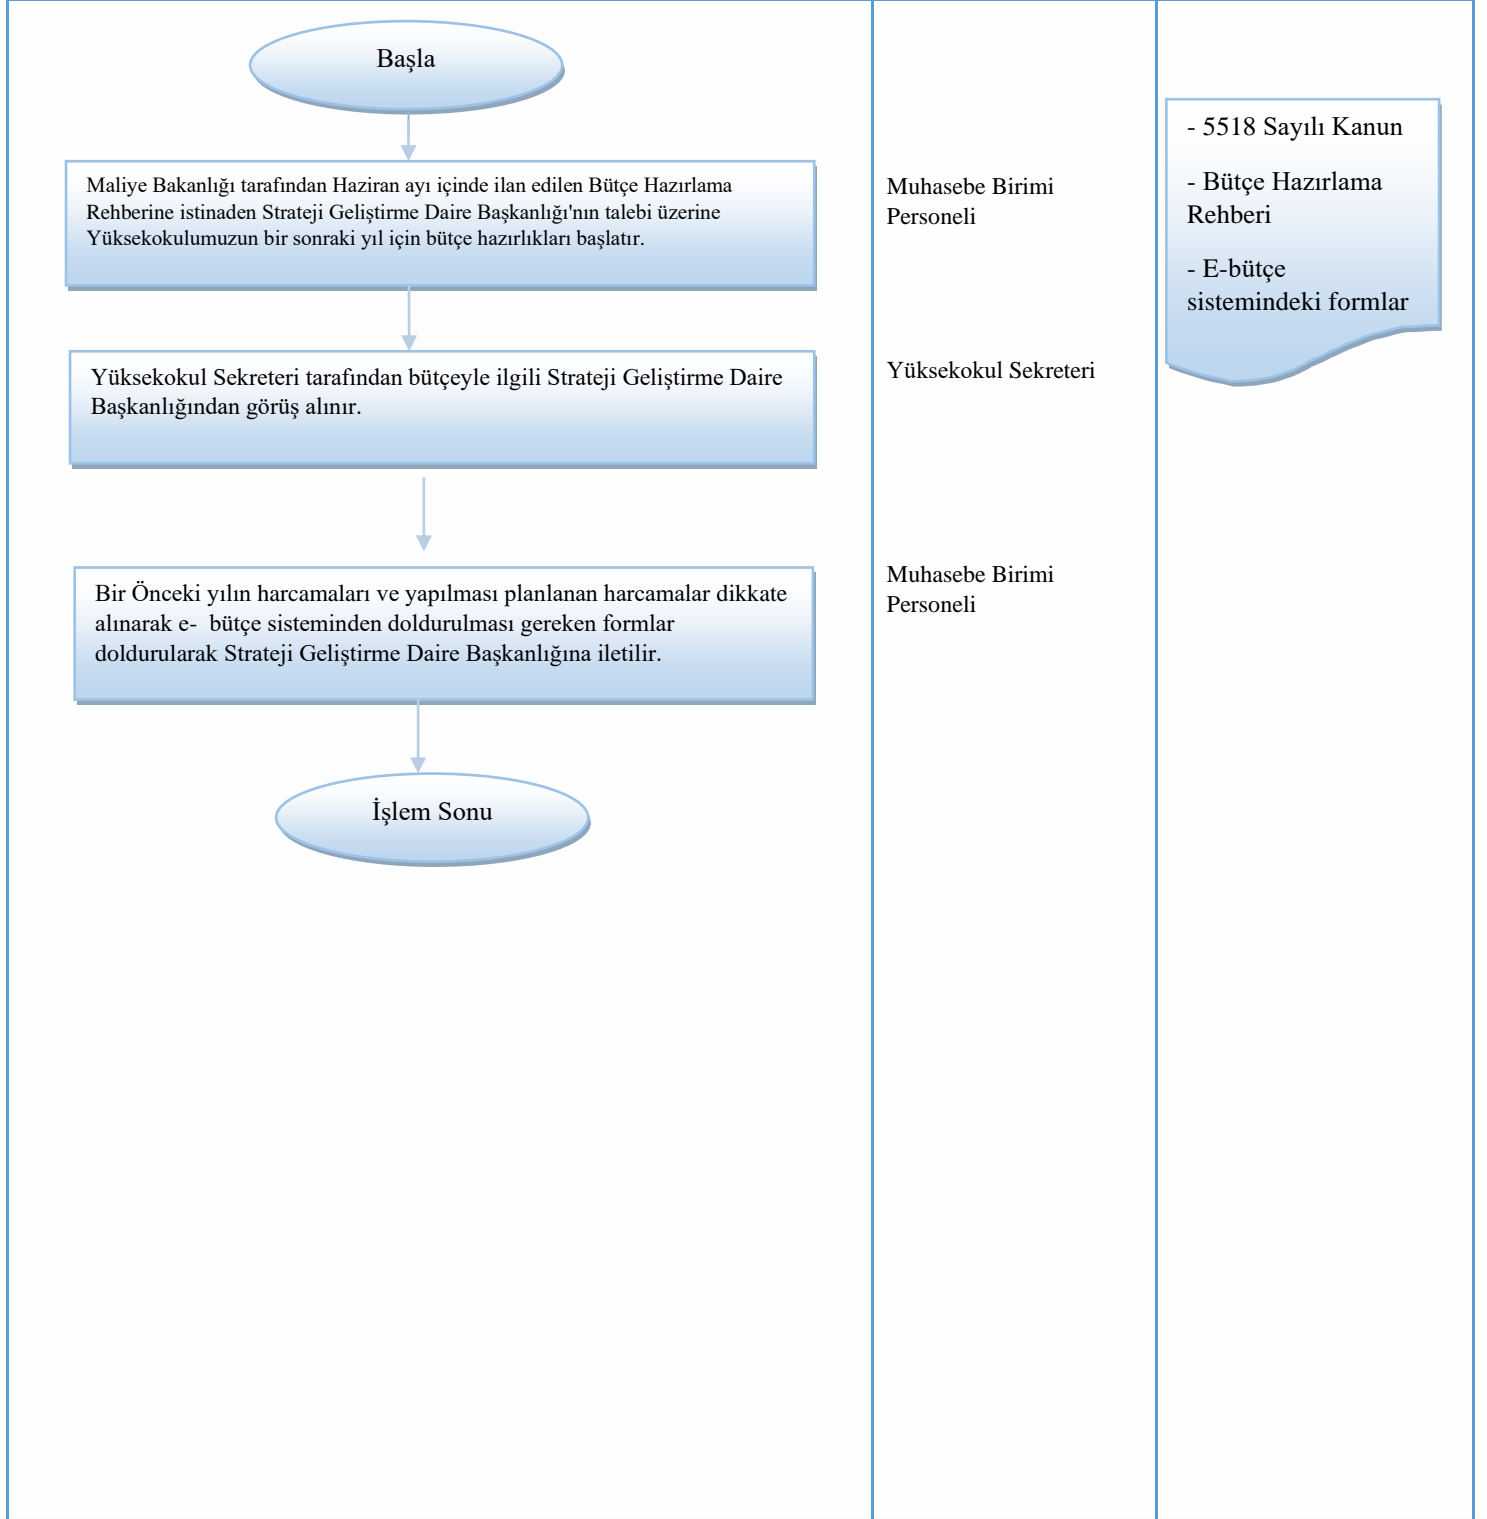 Başla
Maliye Bakanlığı tarafından Haziran ayı içinde ilan edilen Bütçe Hazırlama
Rehberine istinaden Strateji Geliştirme Daire Başkanlığı'nın talebi üzerine
Yüksekokulumuzun bir sonraki yıl için bütçe hazırlıkları başlatır.
Muhasebe Birimi
Personeli
- 5518 Sayılı Kanun
- Bütçe Hazırlama
Rehberi
- E-bütçe
sistemindeki formlar
Yüksekokul Sekreteri tarafından bütçeyle ilgili Strateji Geliştirme Daire
Başkanlığından görüş alınır.
Yüksekokul Sekreteri
Bir Önceki yılın harcamaları ve yapılması planlanan harcamalar dikkate
alınarak e-  bütçe sisteminden doldurulması gereken formlar
doldurularak Strateji Geliştirme Daire Başkanlığına iletilir.
Muhasebe Birimi
Personeli
İşlem Sonu